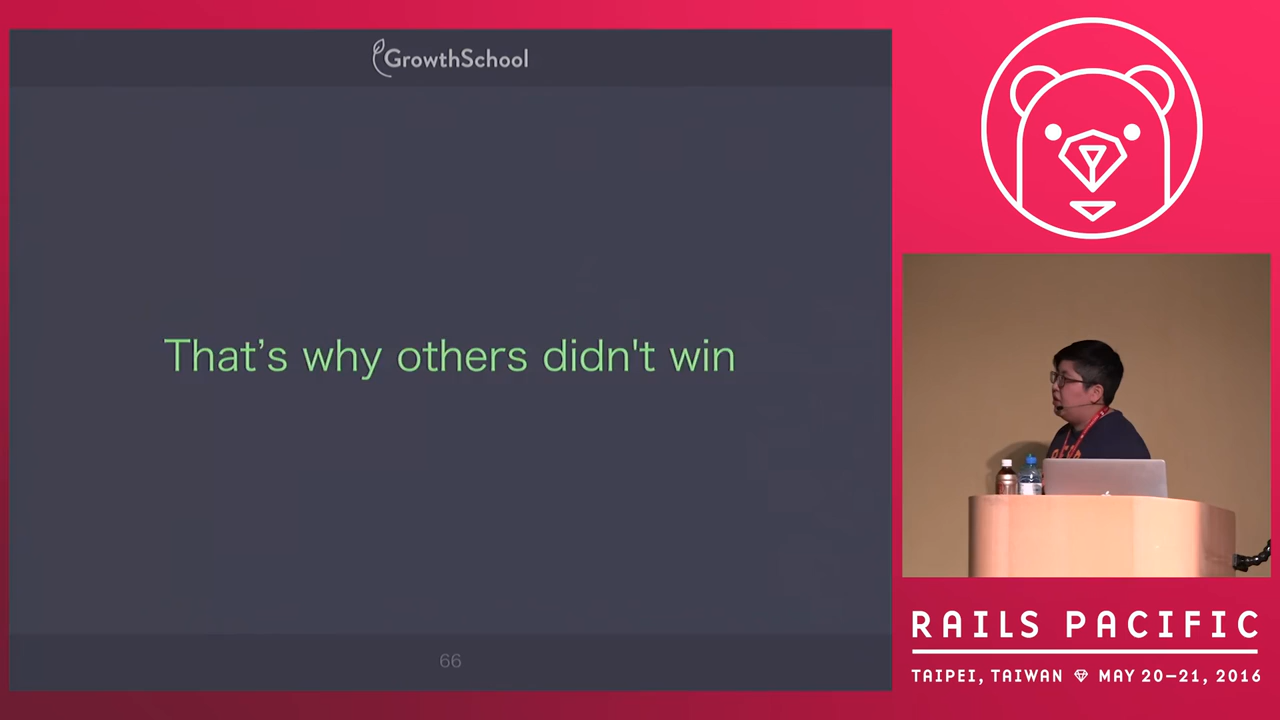 GrowthSchool
That’s why others didn't win
66
RAILS PACIFIC
TAIPEI, TAIWAN MAY 20–21, 2016